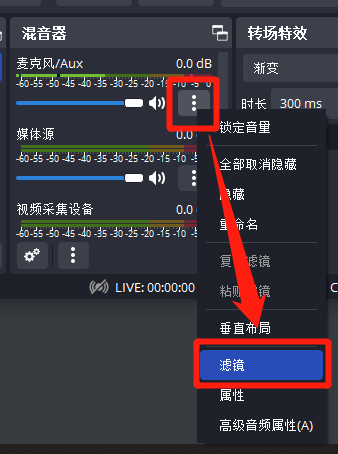 混音器
转场特效
麦克风/Aux 0.0 dB
-60-55-50-45-40-35-30-25-20-15-10-5 0
渐变
时长 300 ms
媒体源 0.0
-60-55-50-45-40-35-30-25-20-15-10
视频采集设备 0.0
-60-55-50-45-40-35-30-25-20-15-10
LIVE: 00:00:00
锁定音量
全部取消隐藏
隐藏
重命名
滤镜
粘贴 镜
垂直布局
滤镜
属性
高级音频属性(A)